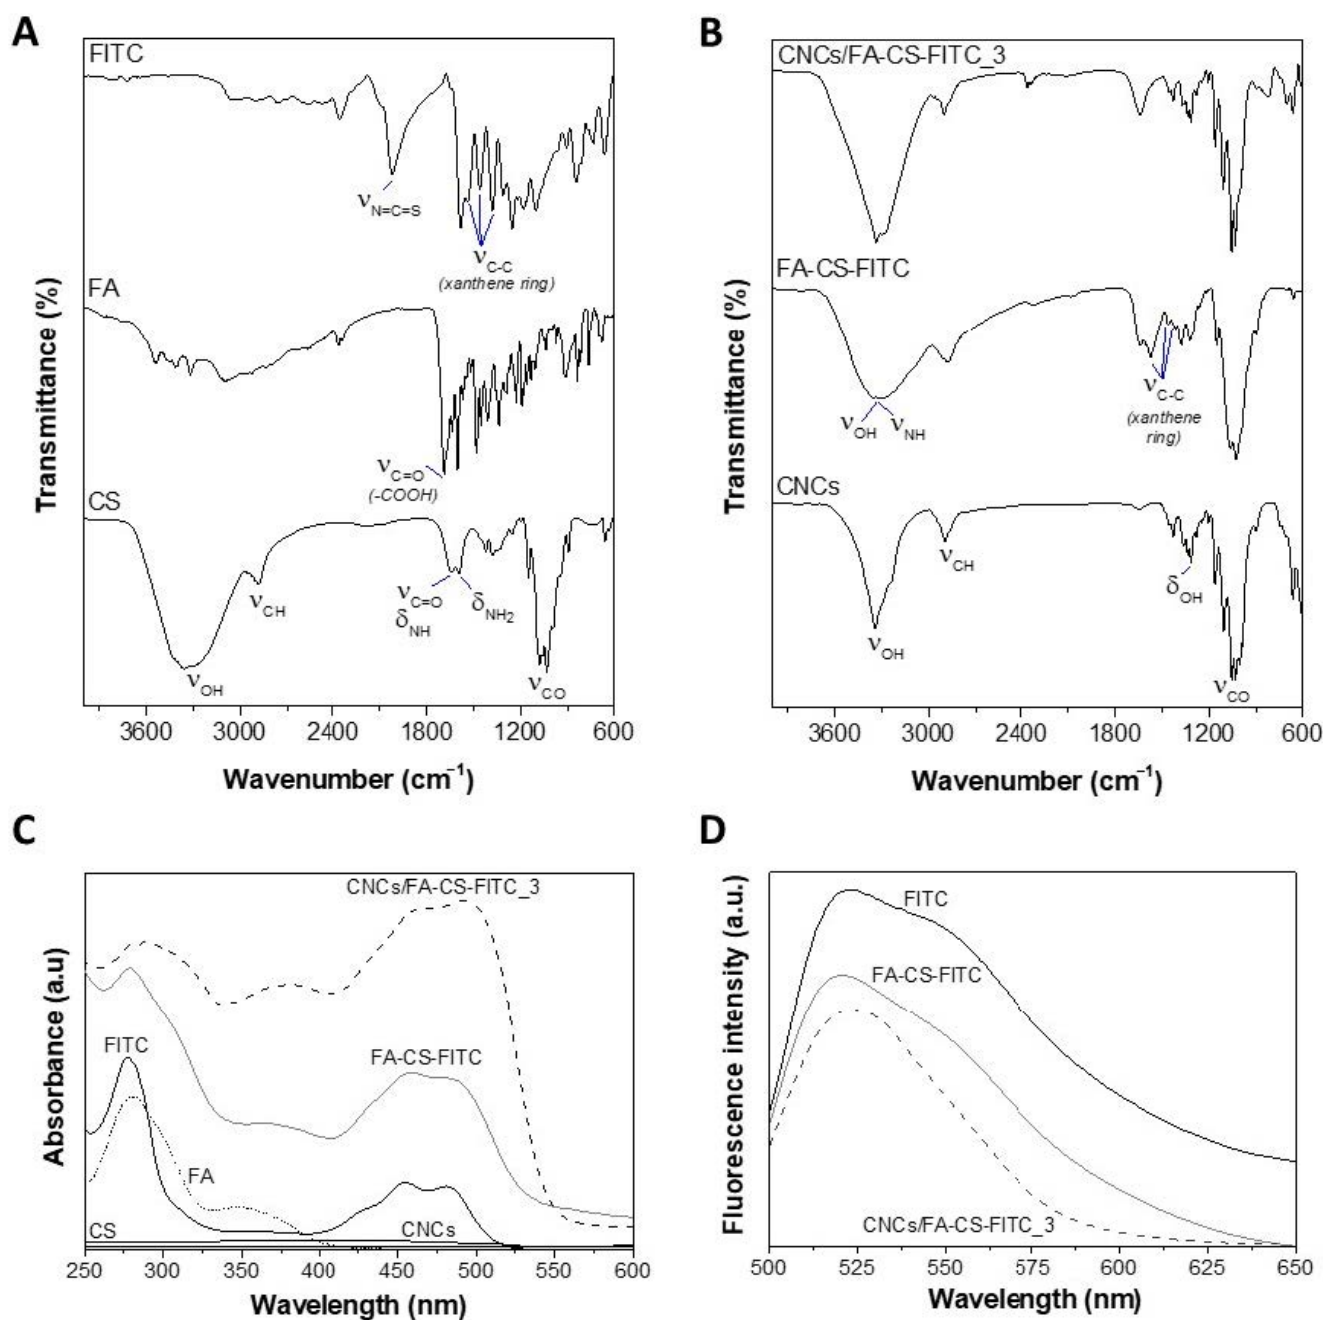 A
FITC
νN=C=S
νC-C
(xanthene ring)
FA
νC=O
(-COOH)
CS
νOH
νCH
νC=O
δNH
δNH2
νCO
Transmittance (%)
3600 3000 2400 1800 1200 600
Wavenumber (cm⁻¹)
B
CNCs/FA-CS-FITC_3
FA-CS-FITC
νOH νNH
νC-C
(xanthene
ring)
CNCs
νOH
νCH
δOH
νCO
Transmittance (%)
3600 3000 2400 1800 1200 600
Wavenumber (cm⁻¹)
C
CNCs/FA-CS-FITC_3
FITC
FA-CS-FITC
FA
CS
CNCs
Absorbance (a.u)
250 300 350 400 450 500 550 600
Wavelength (nm)
D
FITC
FA-CS-FITC
CNCs/FA-CS-FITC_3
Fluorescence intensity (a.u.)
500 525 550 575 600 625 650
Wavelength (nm)